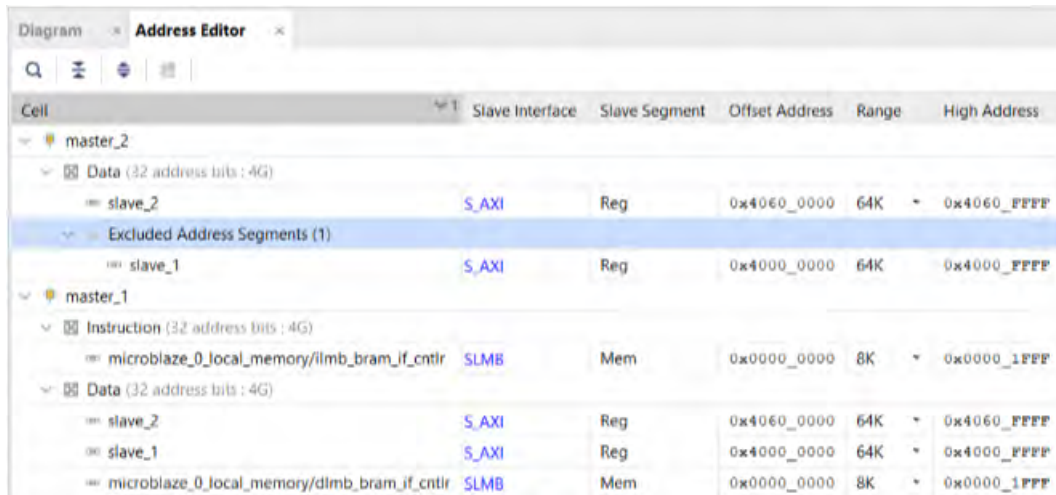 Diagram × Address Editor ×
Cell 1 Slave Interface Slave Segment Offset Address Range High Address
master_2
Data (32 address bits : 4G)
slave_2 S_AXI Reg 0x4060_0000 64K 0x4060_FFFF
Excluded Address Segments (1)
slave_1 S_AXI Reg 0x4000_0000 64K 0x4000_FFFF
master_1
Instruction (32 address bits : 4G)
microblaze_0_local_memory/ilmb_bram_if_cntlr SLMB Mem 0x0000_0000 8K 0x0000_1FFF
Data (32 address bits : 4G)
slave_2 S_AXI Reg 0x4060_0000 64K 0x4060_FFFF
slave_1 S_AXI Reg 0x4000_0000 64K 0x4000_FFFF
microblaze_0_local_memory/dlmb_bram_if_cntlr SLMB Mem 0x0000_0000 8K 0x0000_1FFF